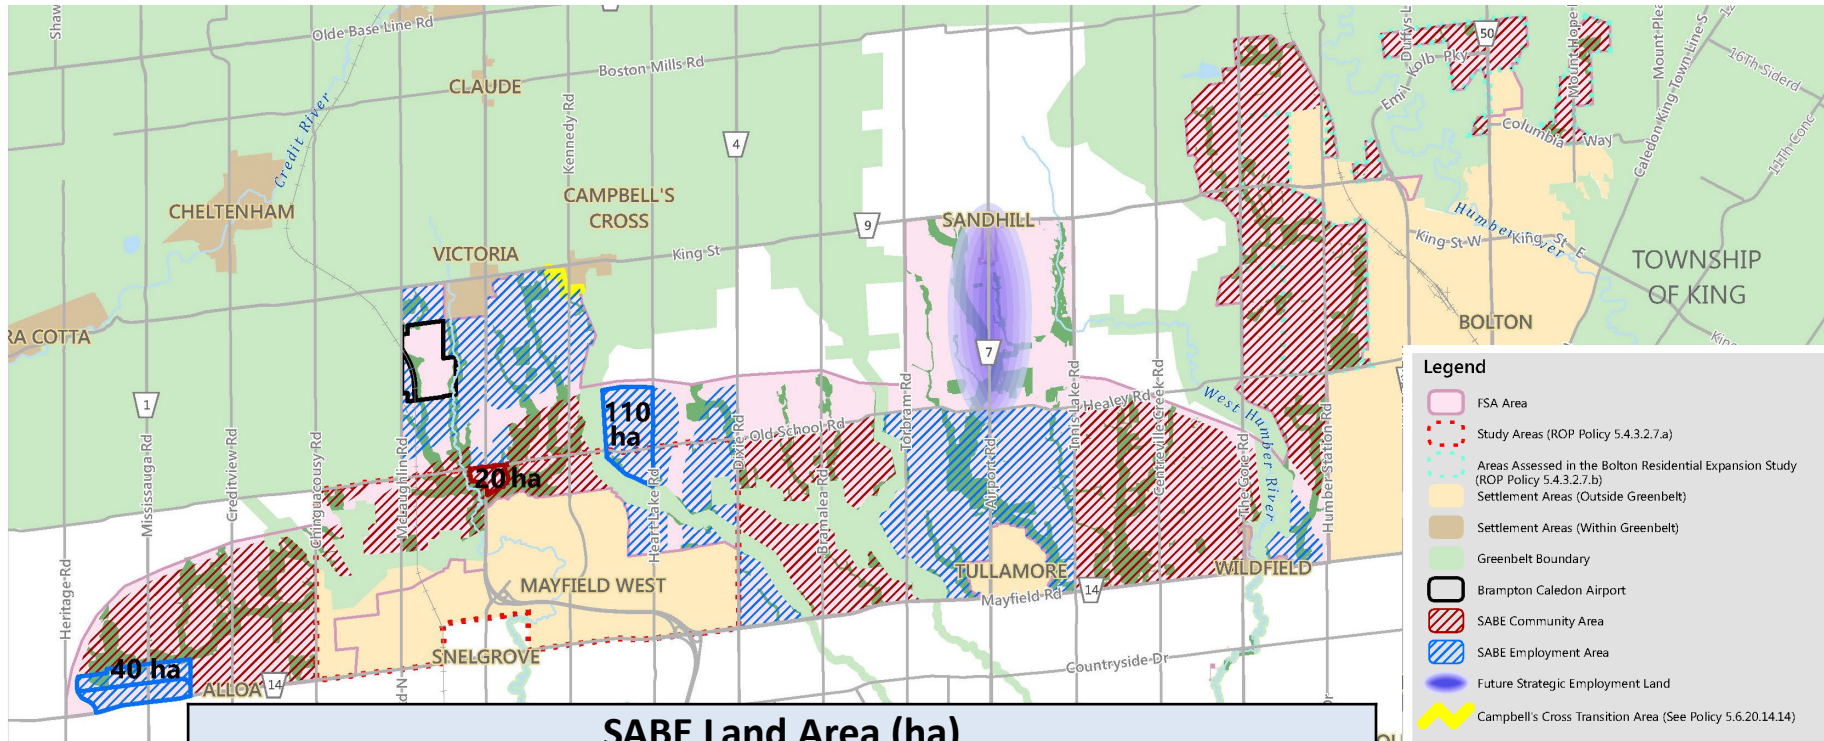 Shaw
Olde Base Line Rd
Credit River
CLAUDE
Boston Mills Rd
Kennedy Rd
4
CHELTENHAM
CAMPBELL'S
CROSS
VICTORIA
King St
9
SANDHILL
7
RA COTTA
1
Mississauga Rd
Creditview Rd
Chinguacousy Rd
McLaughlin Rd
Heritage Rd
110
ha
20 ha
40 ha
Old School Rd
Dixie Rd
Heart Lake Rd
Bramalea Rd
Torbram Rd
Airport Rd
Innis Lake Rd
Healey Rd
Centreville Creek Rd
The Gore Rd
West Humber River
Humber Station Rd
MAYFIELD WEST
TULLAMORE
WILDFIELD
Mayfield Rd
14
SNELGROVE
ALLOA
14
d N
Countryside Dr
Dr
Duffys L
50
Kolb Pky
Emil
Columbia Way
Mount Hope
Mount Plea
Caledon King Town Line S
12
16Th Siderd
11Th Conc
Humber River
King St W
King St E
TOWNSHIP
OF KING
BOLTON
King
SABE Land Area (ha)
Legend
FSA Area
Study Areas (ROP Policy 5.4.3.2.7.a)
Areas Assessed in the Bolton Residential Expansion Study
(ROP Policy 5.4.3.2.7.b)
Settlement Areas (Outside Greenbelt)
Settlement Areas (Within Greenbelt)
Greenbelt Boundary
Brampton Caledon Airport
SABE Community Area
SABE Employment Area
Future Strategic Employment Land
Campbell's Cross Transition Area (See Policy 5.6.20.14.14)